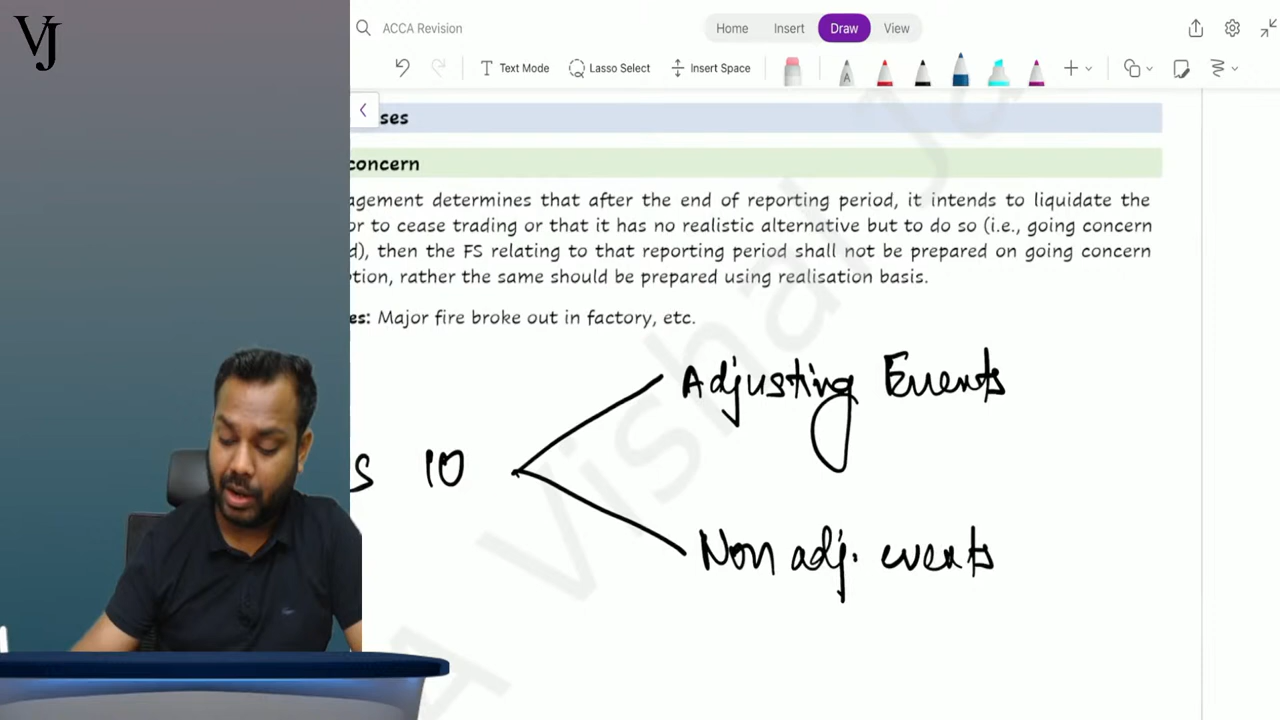 VJ
ACCA Revision
Home Insert Draw View
Text Mode Lasso Select Insert Space
ses
concern
agement determines that after the end of reporting period, it intends to liquidate the
or to cease trading or that it has no realistic alternative but to do so (i.e., going concern
d), then the FS relating to that reporting period shall not be prepared on going concern
tion, rather the same should be prepared using realisation basis.
es: Major fire broke out in factory, etc.
Adjusting Events
S 10
Non adj. events